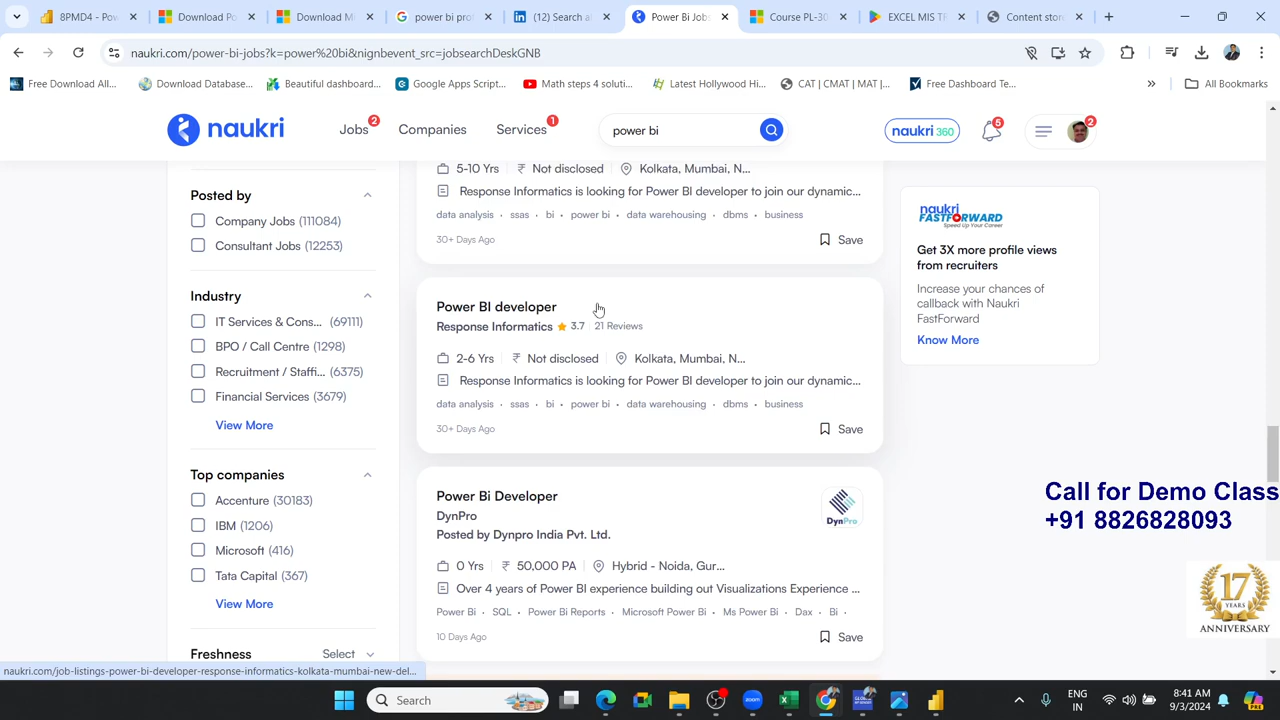 8PMD4 - Pow
Download Po
Download M
power bi pro
(12) Search a
Power Bi Jobs
Course PL-30
EXCEL MIS TR
Content store
naukri.com/power-bi-jobs?k=power%20bi&nignbevent_src=jobsearchDeskGNB
Free Download All...
Download Database...
Beautiful dashboard...
Google Apps Script...
Math steps 4 soluti...
Latest Hollywood Hi...
CAT | CMAT | MAT |...
Free Dashboard Te...
»
All Bookmarks
naukri
Jobs 2
Companies
Services 1
power bi
naukri 360
5
2
Posted by
Company Jobs (111084)
Consultant Jobs (12253)
Industry
IT Services & Cons... (69111)
BPO / Call Centre (1298)
Recruitment / Staffi... (6375)
Financial Services (3679)
View More
Top companies
Accenture (30183)
IBM (1206)
Microsoft (416)
Tata Capital (367)
View More
Freshness Select
5-10 Yrs ₹ Not disclosed Kolkata, Mumbai, N...
Response Informatics is looking for Power BI developer to join our dynamic...
data analysis · ssas · bi · power bi · data warehousing · dbms · business
30+ Days Ago Save
Power BI developer
Response Informatics 3.7 21 Reviews
2-6 Yrs ₹ Not disclosed Kolkata, Mumbai, N...
Response Informatics is looking for Power BI developer to join our dynamic...
data analysis · ssas · bi · power bi · data warehousing · dbms · business
30+ Days Ago Save
Power Bi Developer
DynPro
DynPro
Posted by Dynpro India Pvt. Ltd.
0 Yrs ₹ 50,000 PA Hybrid - Noida, Gur...
Over 4 years of Power BI experience building out Visualizations Experience ...
Power Bi · SQL · Power Bi Reports · Microsoft Power Bi · Ms Power Bi · Dax · Bi ·
10 Days Ago Save
naukri
FASTFORWARD
Speed Up Your Career
Get 3X more profile views
from recruiters
Increase your chances of
callback with Naukri
FastForward
Know More
Call for Demo Class
+91 8826828093
17
YEARS
ANNIVERSARY
naukri.com/job-listings-power-bi-developer-response-informatics-kolkata-mumbai-new-del...
Search
zoom
ENG
IN
8:41 AM
9/3/2024